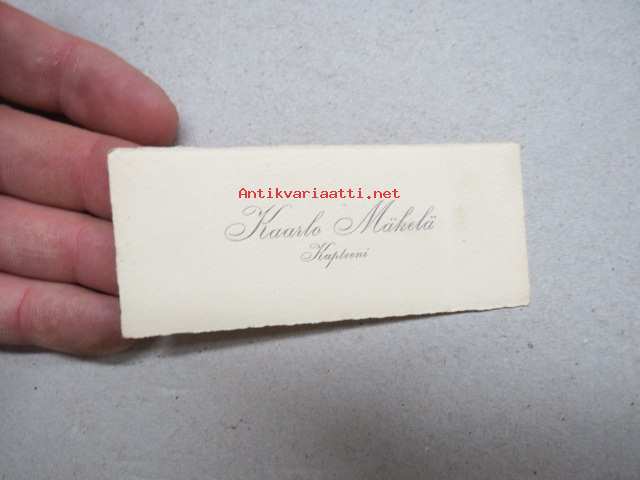 Antikvariaatti.net
Kaarlo Mäkelä
Kapteeni